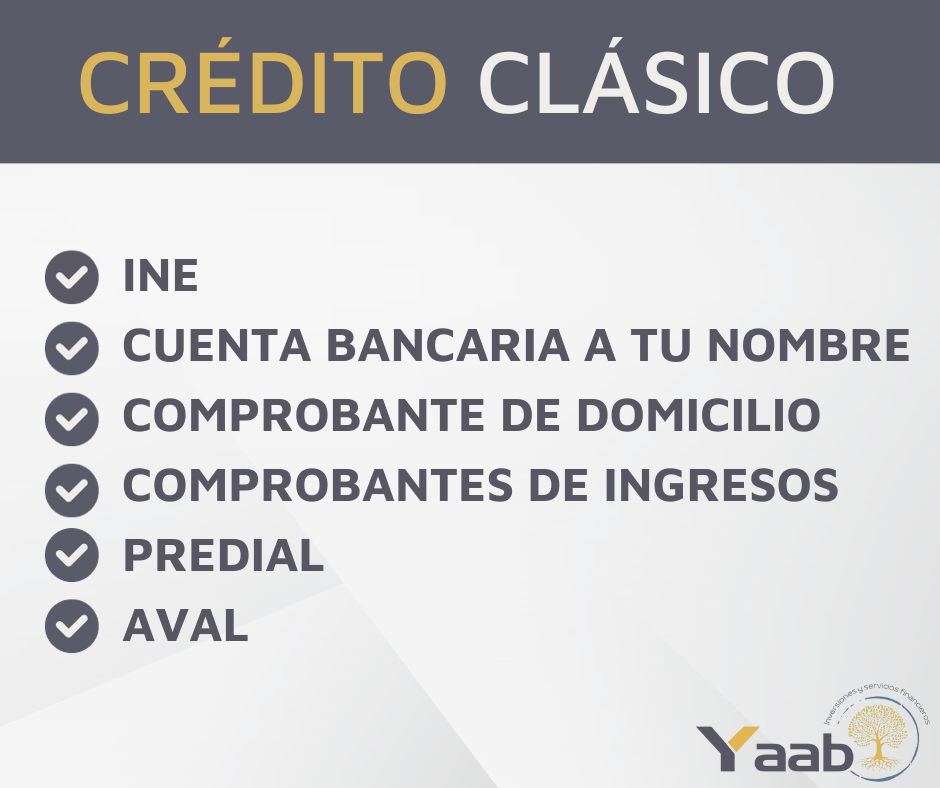 CRÉDITO CLÁSICO
INE
CUENTA BANCARIA A TU NOMBRE
COMPROBANTE DE DOMICILIO
COMPROBANTES DE INGRESOS
PREDIAL
AVAL
Inversiones y servicios financieros
Yaab